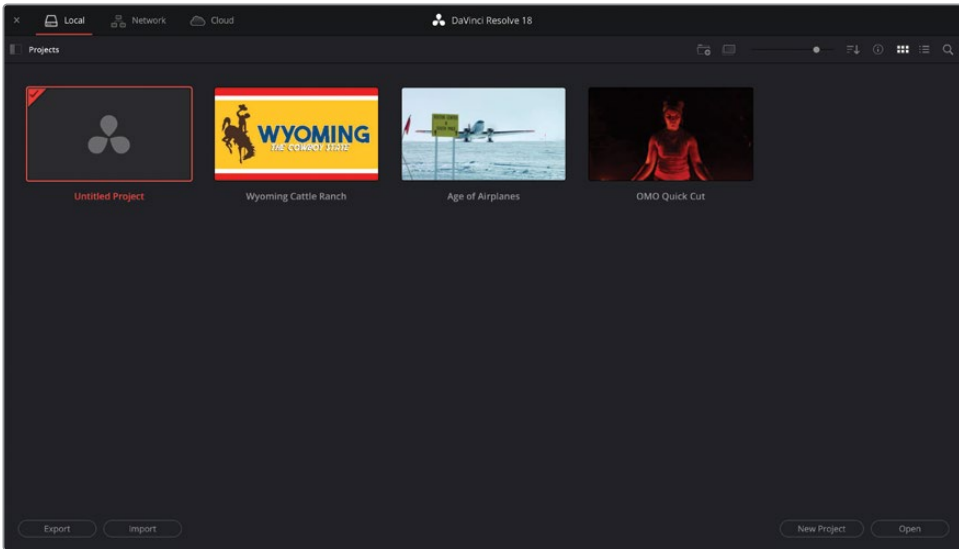 Local Network Cloud DaVinci Resolve 18
Projects
WYOMING
THE COWBOY STATE
Untitled Project Wyoming Cattle Ranch Age of Airplanes OMO Quick Cut
Export Import New Project Open